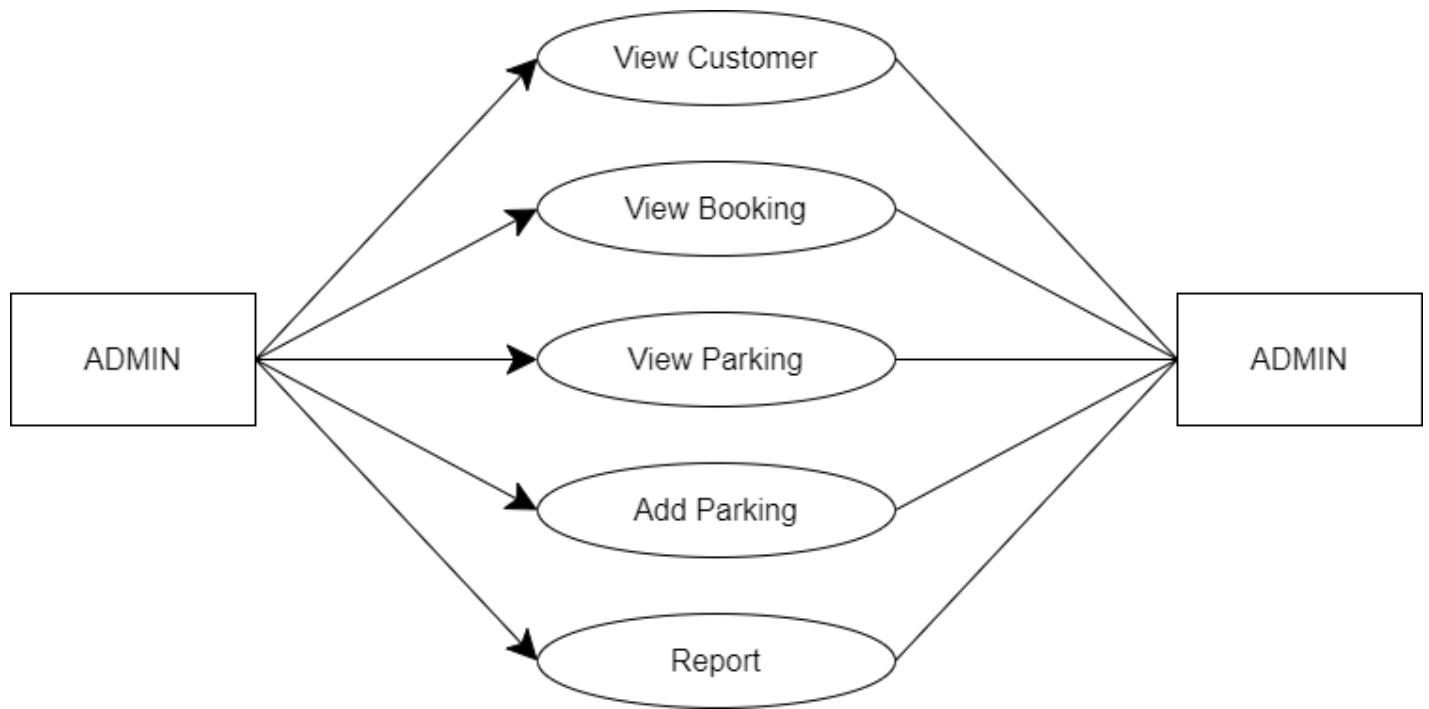 View Customer
View Booking
ADMIN
View Parking
ADMIN
Add Parking
Report